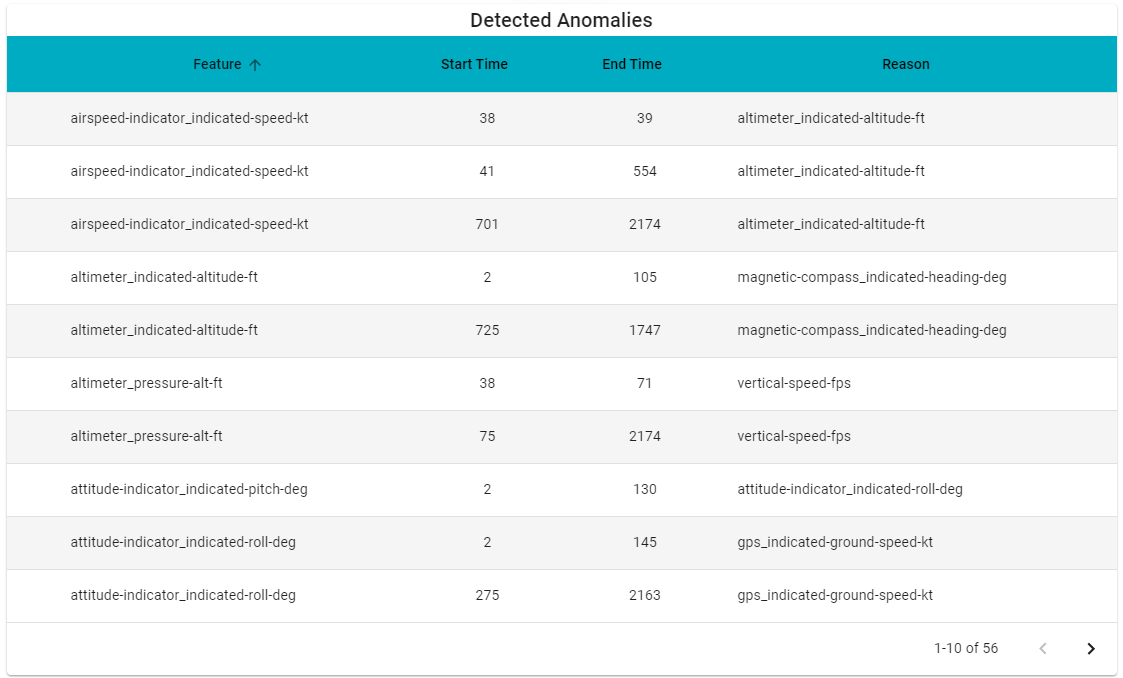 Detected Anomalies
Feature ↑ Start Time End Time Reason
airspeed-indicator_indicated-speed-kt 38 39 altimeter_indicated-altitude-ft
airspeed-indicator_indicated-speed-kt 41 554 altimeter_indicated-altitude-ft
airspeed-indicator_indicated-speed-kt 701 2174 altimeter_indicated-altitude-ft
altimeter_indicated-altitude-ft 2 105 magnetic-compass_indicated-heading-deg
altimeter_indicated-altitude-ft 725 1747 magnetic-compass_indicated-heading-deg
altimeter_pressure-alt-ft 38 71 vertical-speed-fps
altimeter_pressure-alt-ft 75 2174 vertical-speed-fps
attitude-indicator_indicated-pitch-deg 2 130 attitude-indicator_indicated-roll-deg
attitude-indicator_indicated-roll-deg 2 145 gps_indicated-ground-speed-kt
attitude-indicator_indicated-roll-deg 275 2163 gps_indicated-ground-speed-kt
1-10 of 56